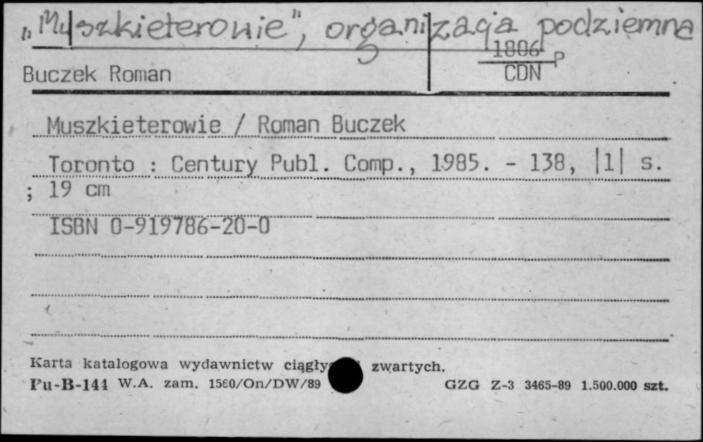 „Muszkieterowie", organizacja podziemna
1806 P
Buczek Roman
CDN
Muszkieterowie / Roman Buczek
Toronto : Century Publ. Comp., 1985. - 138, |1| s.
; 19 cm
ISBN 0-919786-20-0
Karta katalogowa wydawnictw zwartych.
Pu-B-144 W.A. zam. 1560/On/DW/89 GZG Z-3 3465-89 1.500.000 szt.